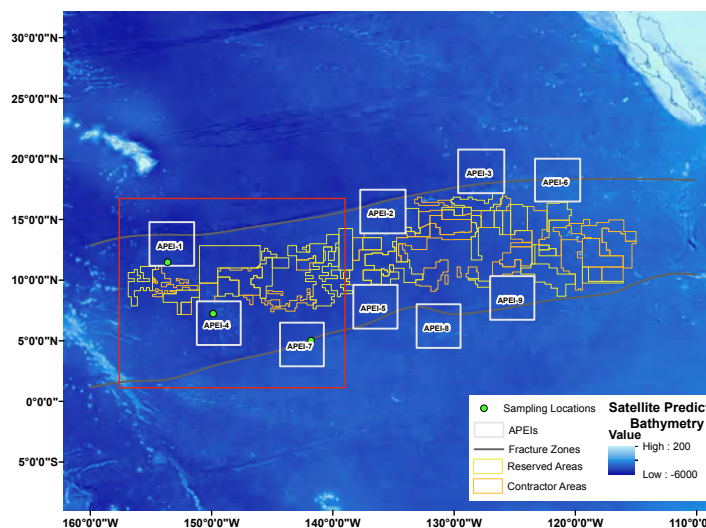 30°0'0"N
25°0'0"N
20°0'0"N
15°0'0"N
10°0'0"N
5°0'0"N
0°0'0"
5°0'0"S
APEI-3
APEI-6
APEI-2
APEI-1
APEI-9
APEI-5
APEI-4
APEI-8
APEI-7
Sampling Locations
APEIs
Fracture Zones
Reserved Areas
Contractor Areas
Satellite Predic
Bathymetry
Value
High : 200
Low : -6000
160°0'0"W
150°0'0"W
140°0'0"W
130°0'0"W
120°0'0"W
110°0'0